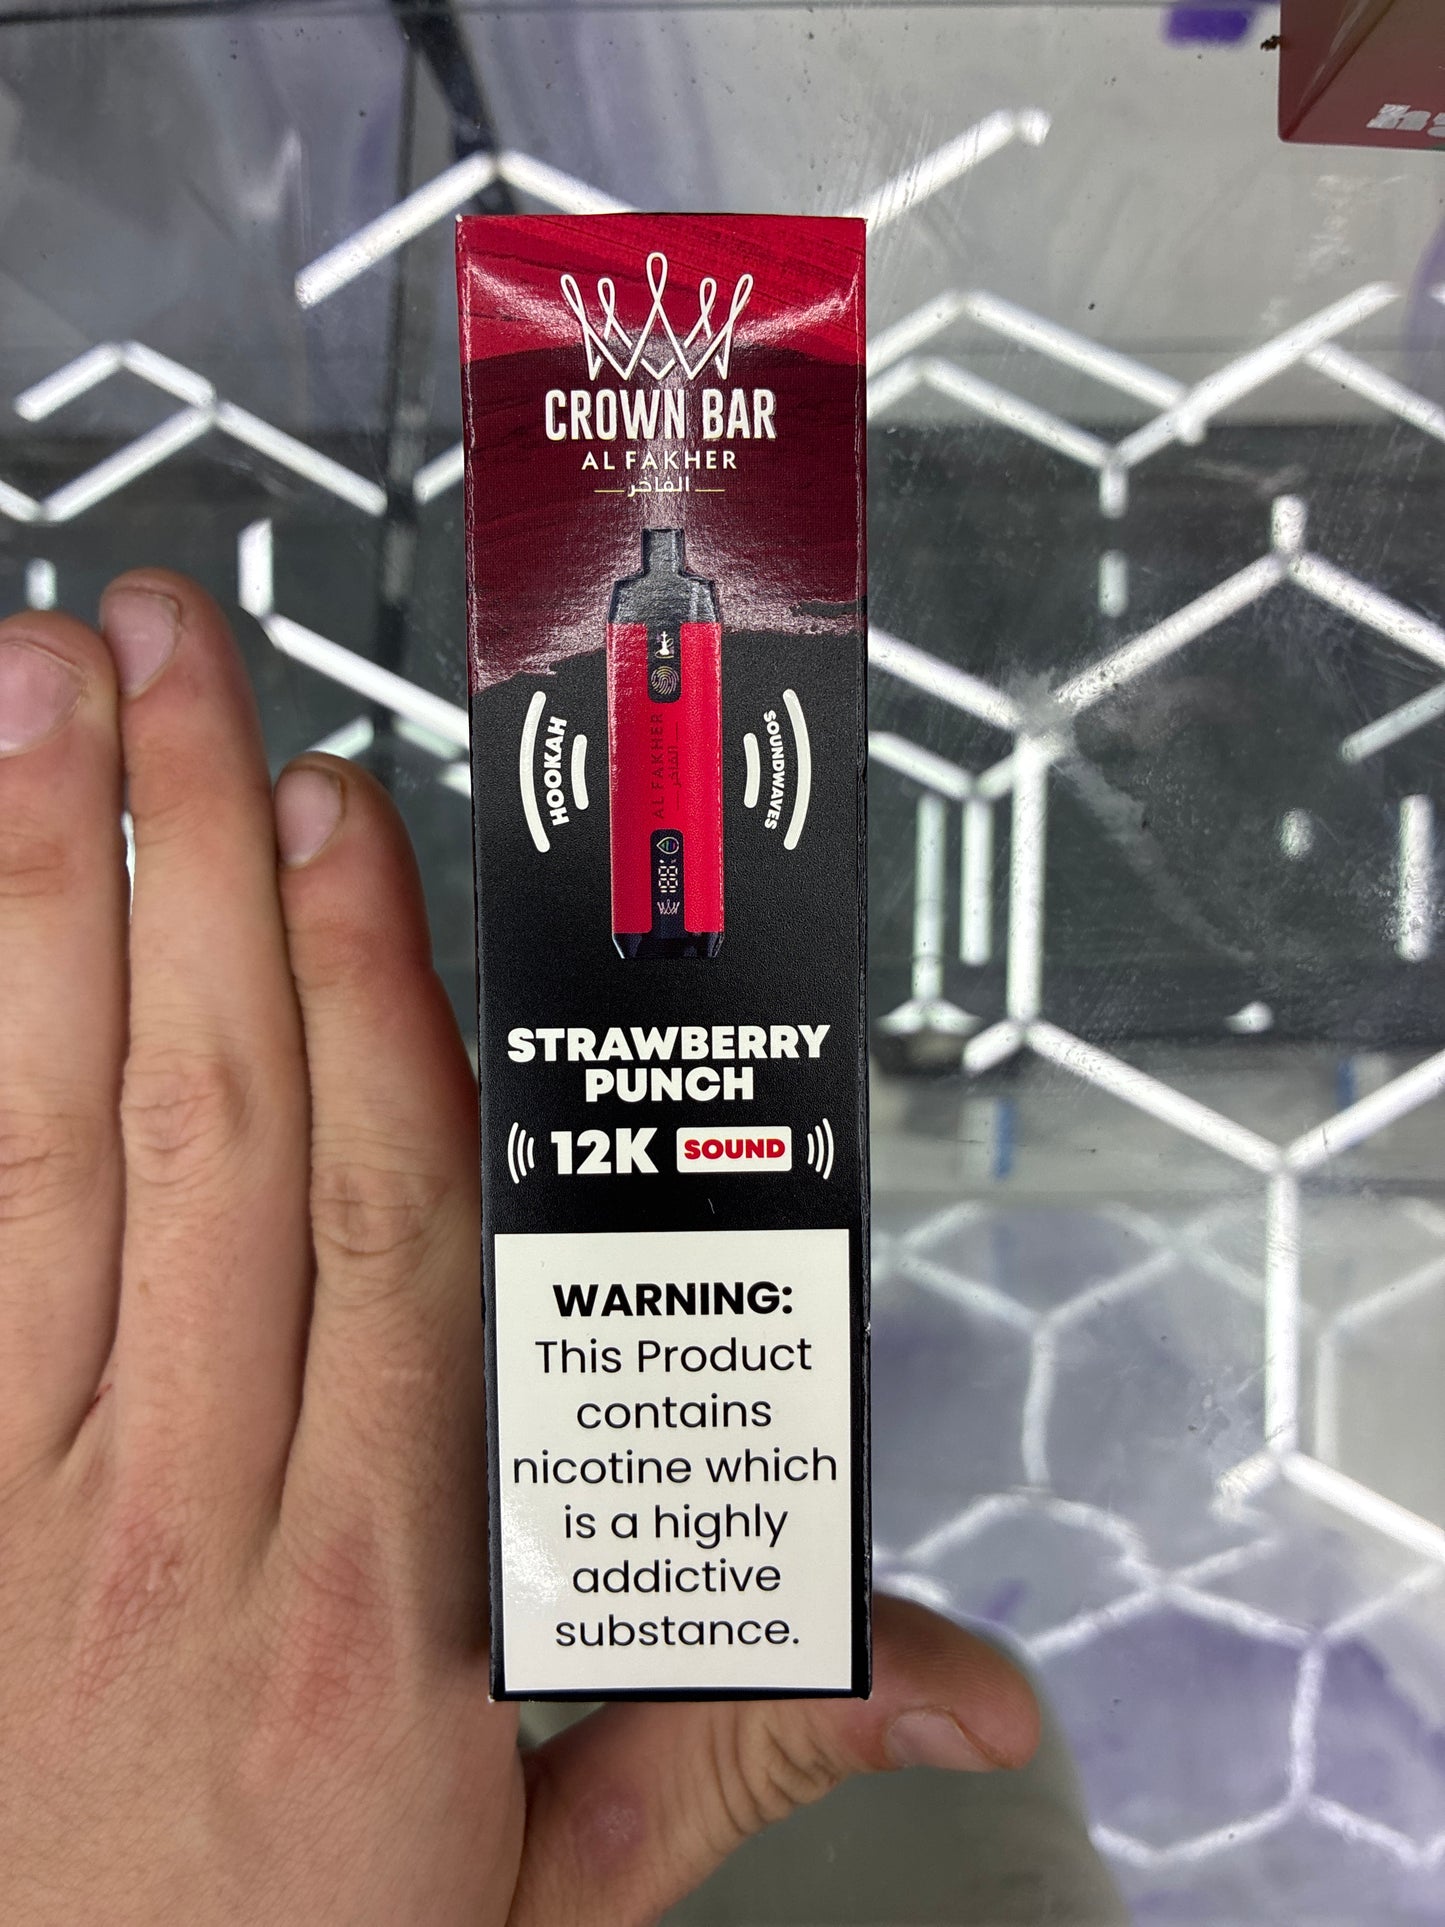 CROWN BAR
AL FAKHER
الفاخر
HOOKAH
SOUNDWAVES
AL FAKHER
الفاخر
STRAWBERRY
PUNCH
12K SOUND
WARNING:
This Product
contains
nicotine which
is a highly
addictive
substance.